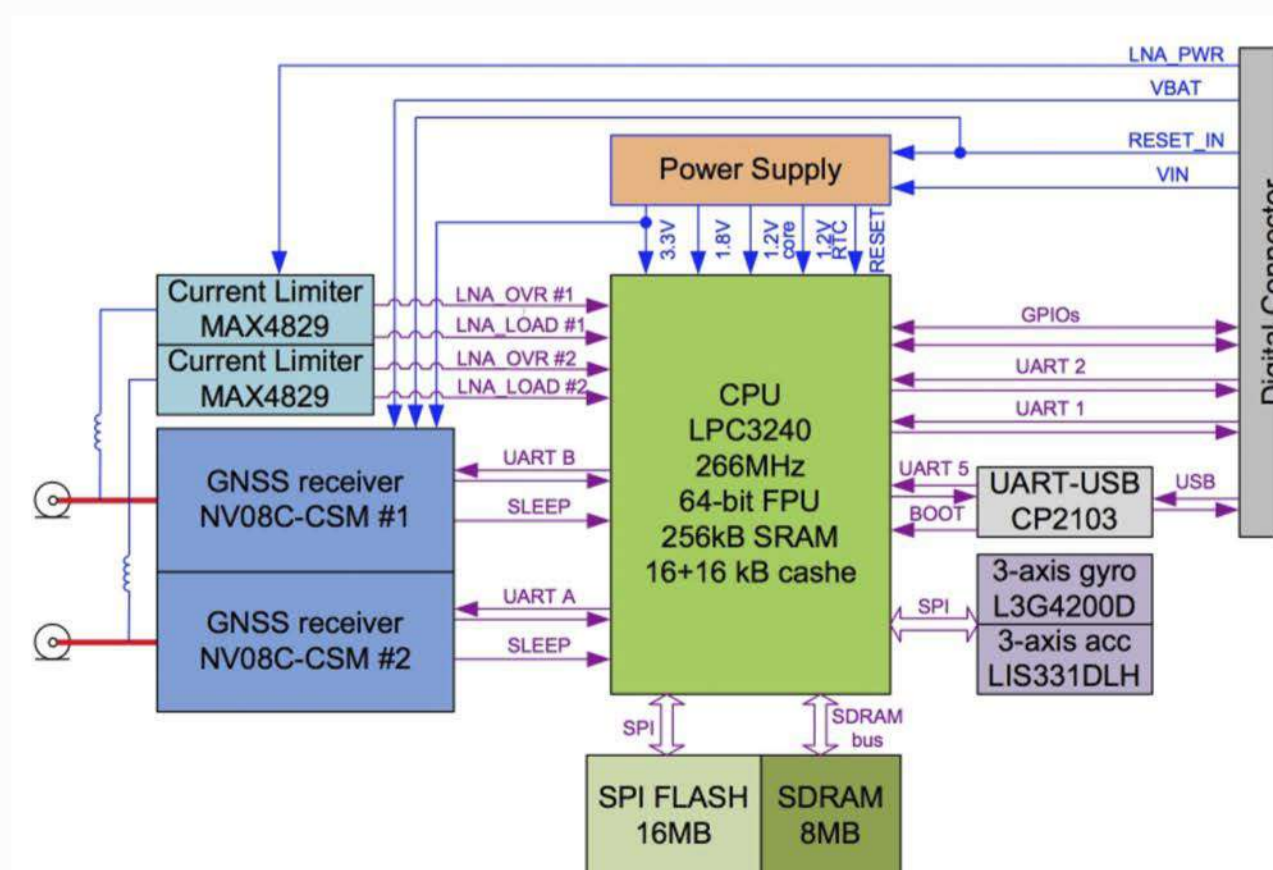 LNA_PWR
VBAT
RESET_IN
VIN
Digital Connector
Power Supply
3.3V
1.8V
1.2V
core
1.2V
RTC
RESET
Current Limiter
MAX4829
Current Limiter
MAX4829
LNA_OVR #1
LNA_LOAD #1
LNA_OVR #2
LNA_LOAD #2
CPU
LPC3240
266MHz
64-bit FPU
256kB SRAM
16+16 kB cashe
GPIOs
UART 2
UART 1
UART 5
BOOT
UART-USB
CP2103
USB
GNSS receiver
NV08C-CSM #1
UART B
SLEEP
GNSS receiver
NV08C-CSM #2
UART A
SLEEP
SPI
3-axis gyro
L3G4200D
3-axis acc
LIS331DLH
SPI
SDRAM
bus
SPI FLASH
16MB
SDRAM
8MB